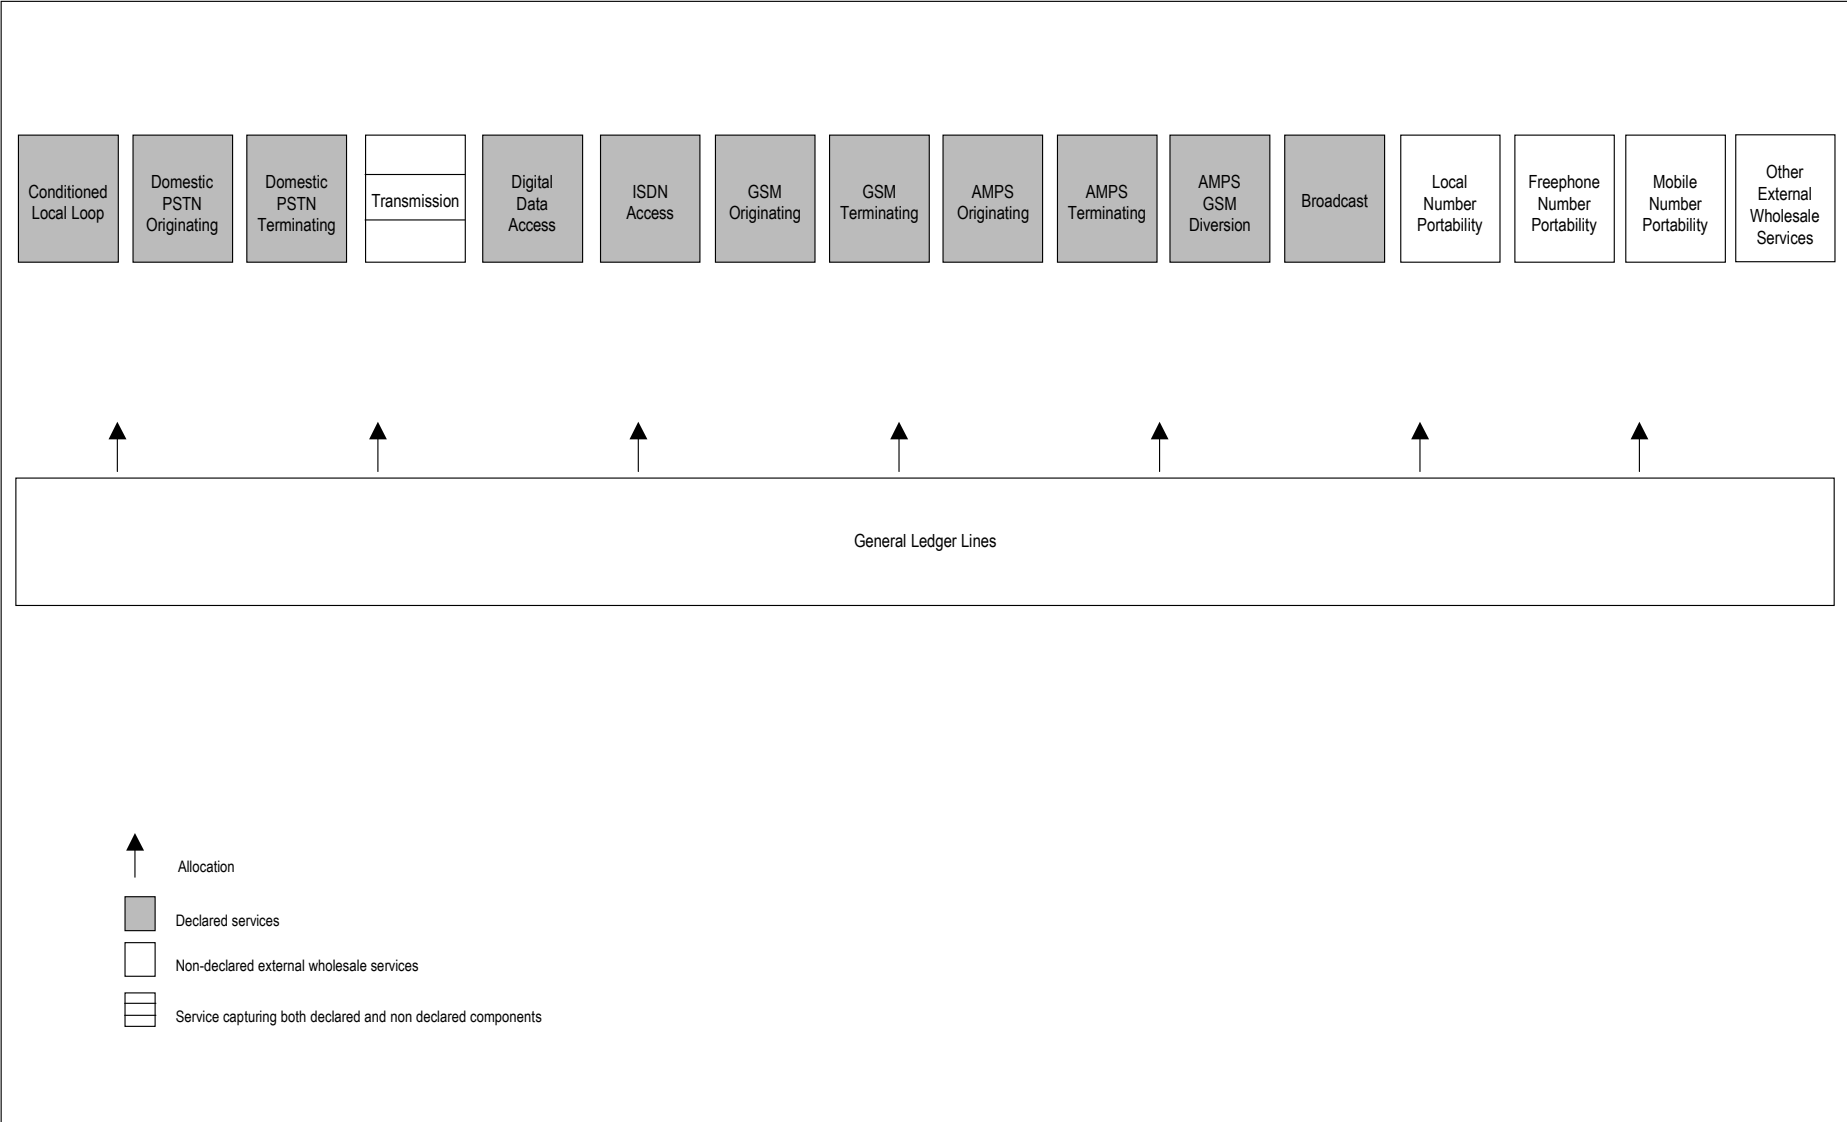 Conditioned
Local Loop
Domestic
PSTN
Originating
Domestic
PSTN
Terminating
Transmission
Digital
Data
Access
ISDN
Access
GSM
Originating
GSM
Terminating
AMPS
Originating
AMPS
Terminating
AMPS
GSM
Diversion
Broadcast
Local
Number
Portability
Freephone
Number
Portability
Mobile
Number
Portability
Other
External
Wholesale
Services
General Ledger Lines
Allocation
Declared services
Non-declared external wholesale services
Service capturing both declared and non declared components